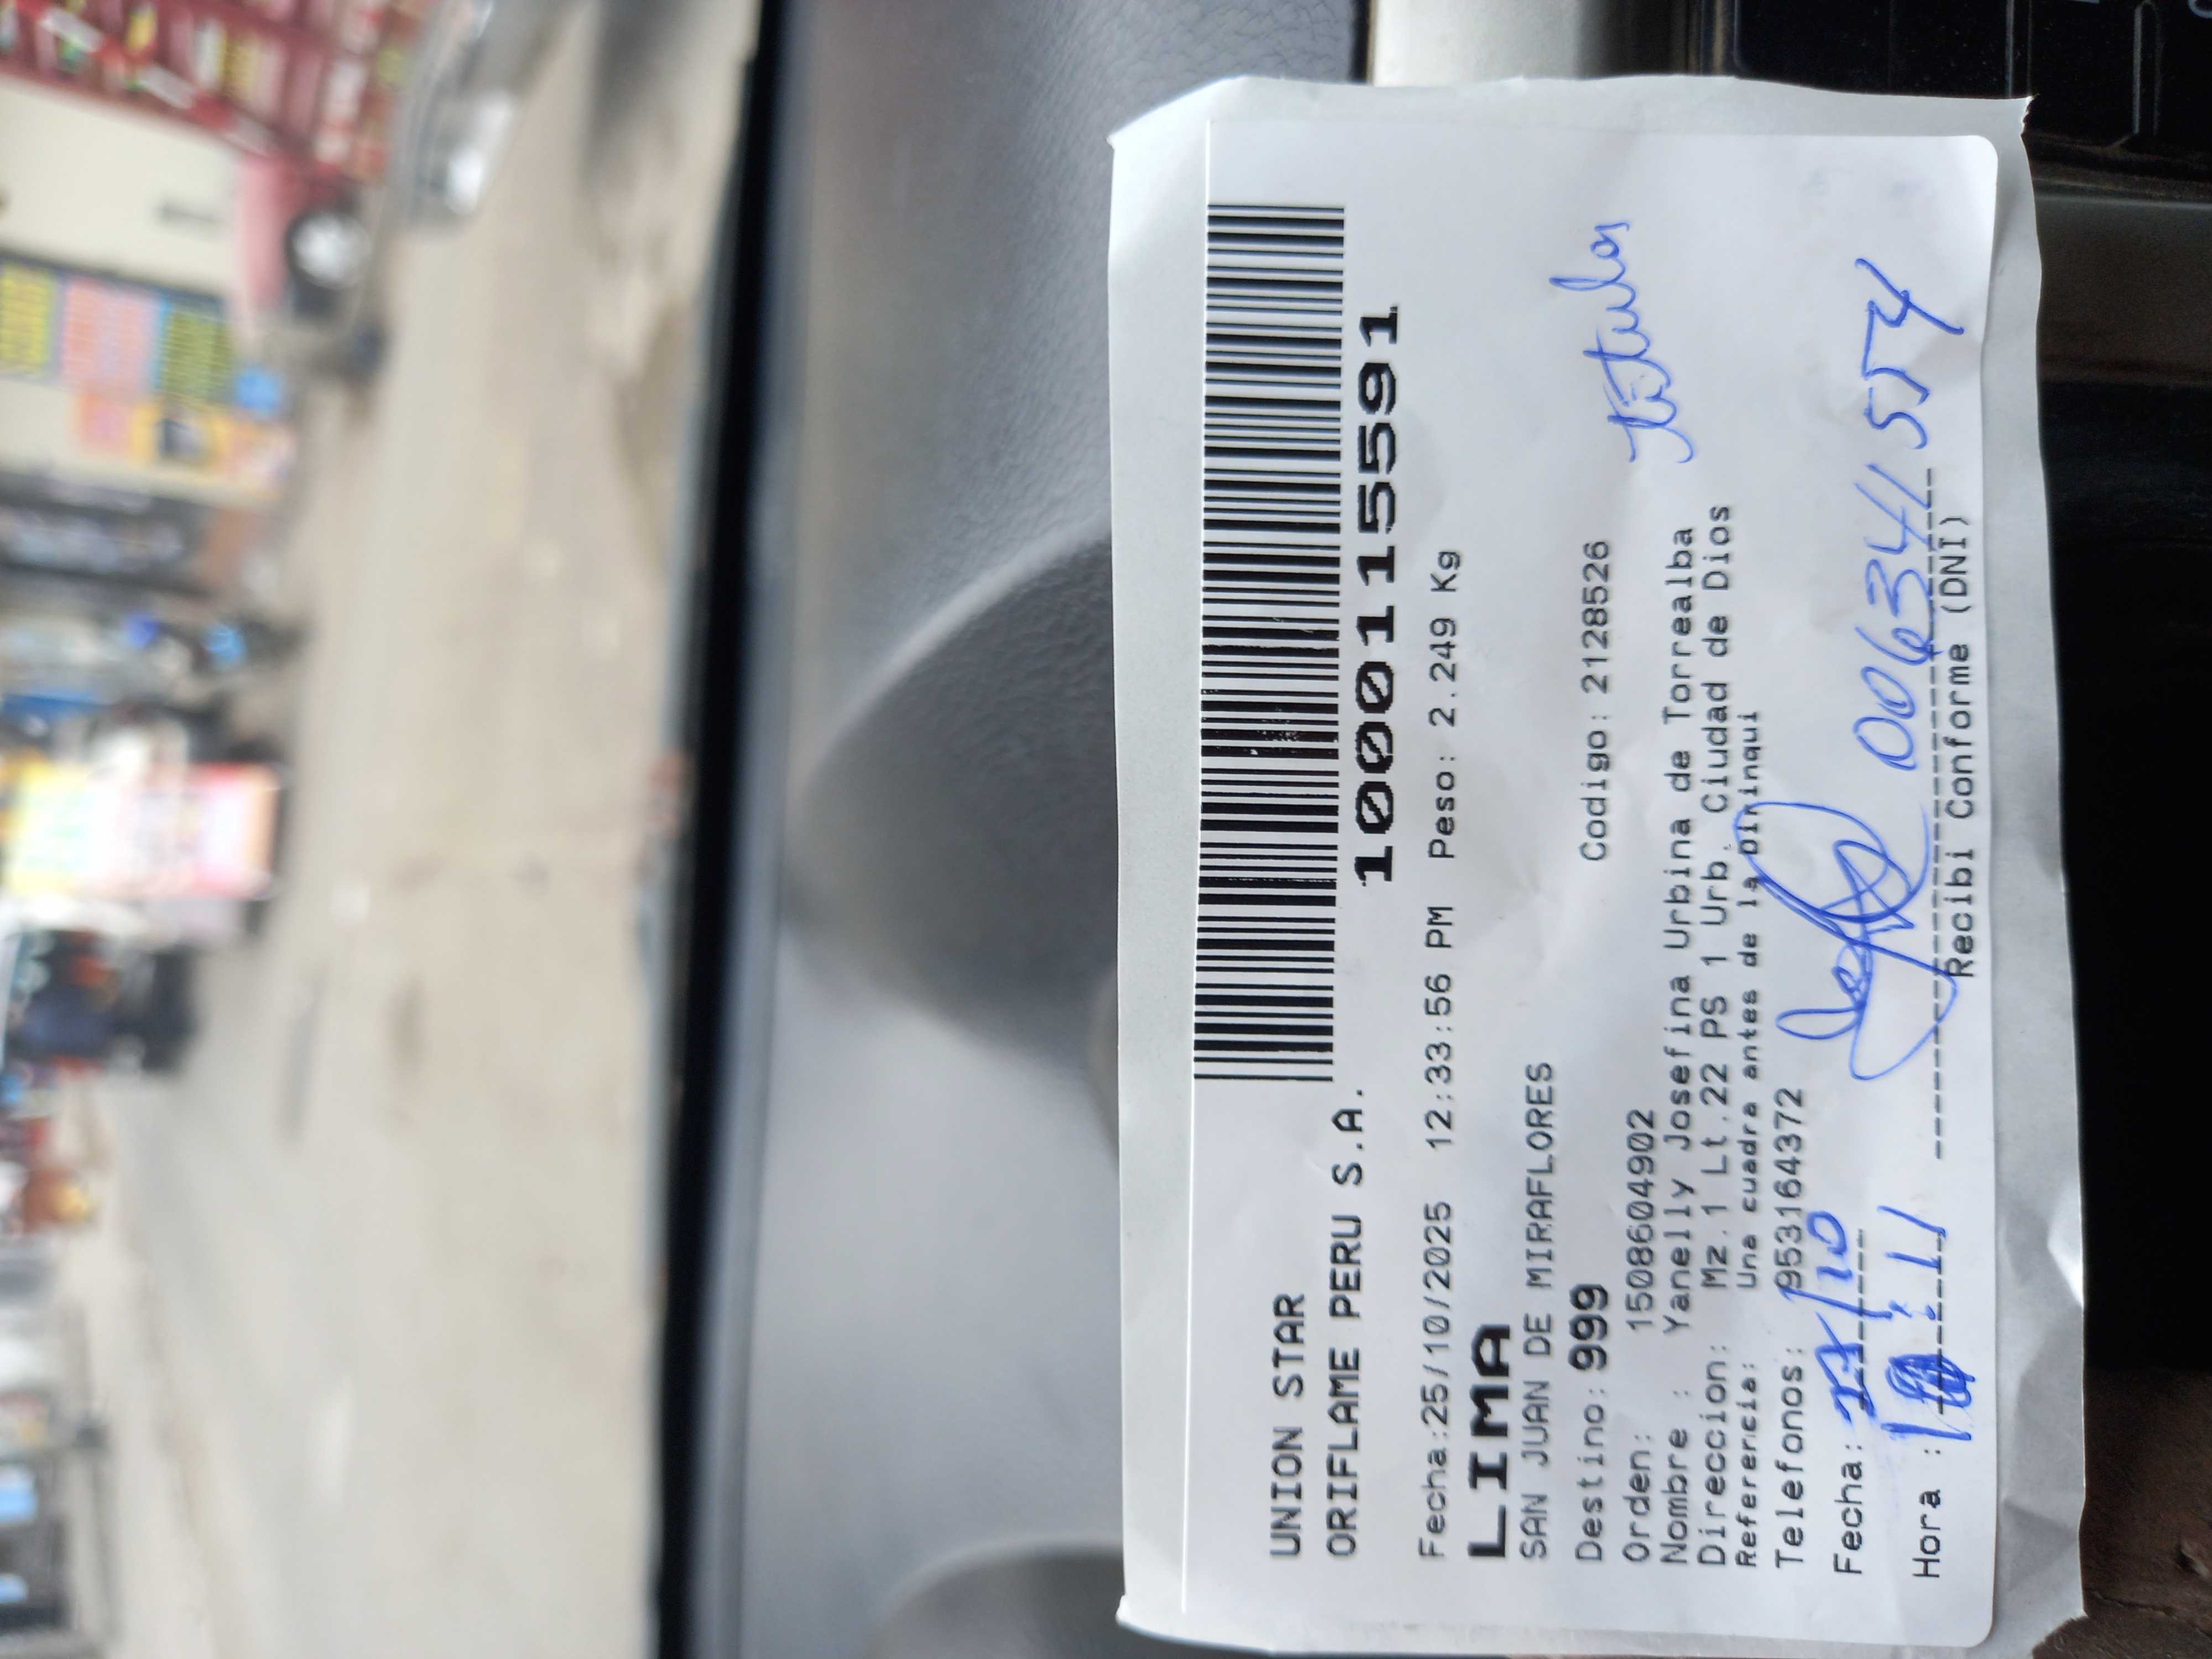 UNION STAR
ORIFLAME PERU S.A.
1000115591
Fecha:25/10/2025 12:33:56 PM Peso: 2.249 Kg
LIMA
SAN JUAN DE MIRAFLORES
Destino: 999 Codigo: 2128526
titular
Orden: 1508604902
Nombre : Yanelly Josefina Urbina de Torrealba
Direccion: Mz.1 Lt.22 PS 1 Urb. Ciudad de Dios
Referencia: Una cuadra antes de la Dirinqui
Telefonos: 953164372
Fecha: /10
Hora : : 11
006341554
Recibi Conforme (DNI)